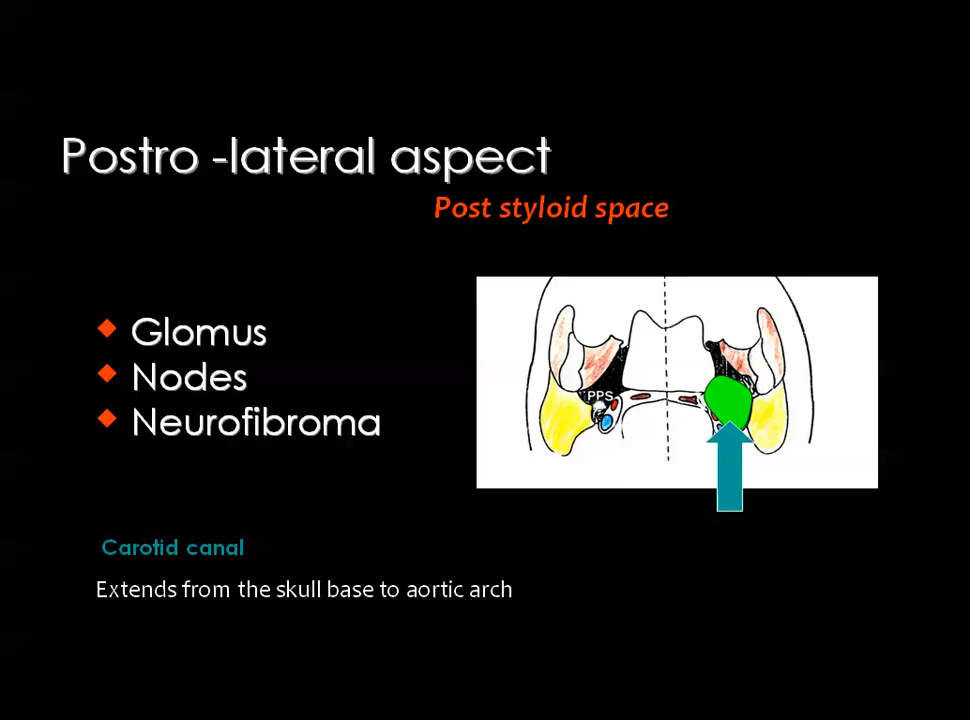 Postro -lateral aspect
Post styloid space
Glomus
Nodes
Neurofibroma
PPS
Carotid canal
Extends from the skull base to aortic arch